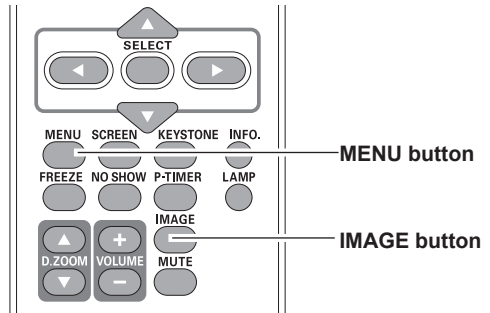 SELECT
MENU SCREEN KEYSTONE INFO.
MENU button
FREEZE NO SHOW P-TIMER LAMP
IMAGE
IMAGE button
D.ZOOM + VOLUME − MUTE